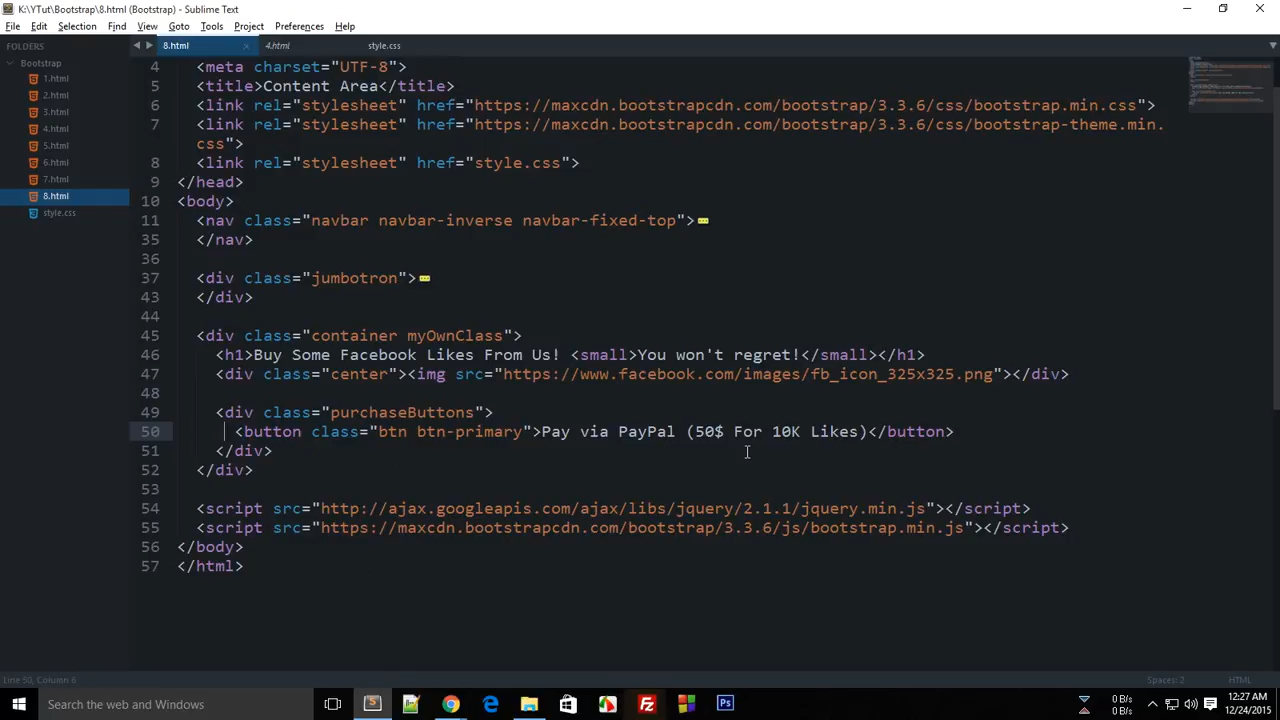 K:\YTut\Bootstrap\8.html (Bootstrap) - Sublime Text
File Edit Selection Find View Goto Tools Project Preferences Help
FOLDERS
Bootstrap
1.html
2.html
3.html
4.html
5.html
6.html
7.html
8.html
style.css
8.html 4.html style.css
4 <meta charset="UTF-8">
5 <title>Content Area</title>
6 <link rel="stylesheet" href="https://maxcdn.bootstrapcdn.com/bootstrap/3.3.6/css/bootstrap.min.css">
7 <link rel="stylesheet" href="https://maxcdn.bootstrapcdn.com/bootstrap/3.3.6/css/bootstrap-theme.min.
css">
8 <link rel="stylesheet" href="style.css">
9 </head>
10 <body>
11 <nav class="navbar navbar-inverse navbar-fixed-top">
35 </nav>
36
37 <div class="jumbotron">
43 </div>
44
45 <div class="container myOwnClass">
46 <h1>Buy Some Facebook Likes From Us! <small>You won't regret!</small></h1>
47 <div class="center"><img src="https://www.facebook.com/images/fb_icon_325x325.png"></div>
48
49 <div class="purchaseButtons">
50 <button class="btn btn-primary">Pay via PayPal (50$ For 10K Likes)</button>
51 </div>
52 </div>
53
54 <script src="http://ajax.googleapis.com/ajax/libs/jquery/2.1.1/jquery.min.js"></script>
55 <script src="https://maxcdn.bootstrapcdn.com/bootstrap/3.3.6/js/bootstrap.min.js"></script>
56 </body>
57 </html>
Line 50, Column 6
Spaces: 2
HTML
Search the web and Windows
Ps
0 B/s
0 B/s
12:27 AM
12/24/2015